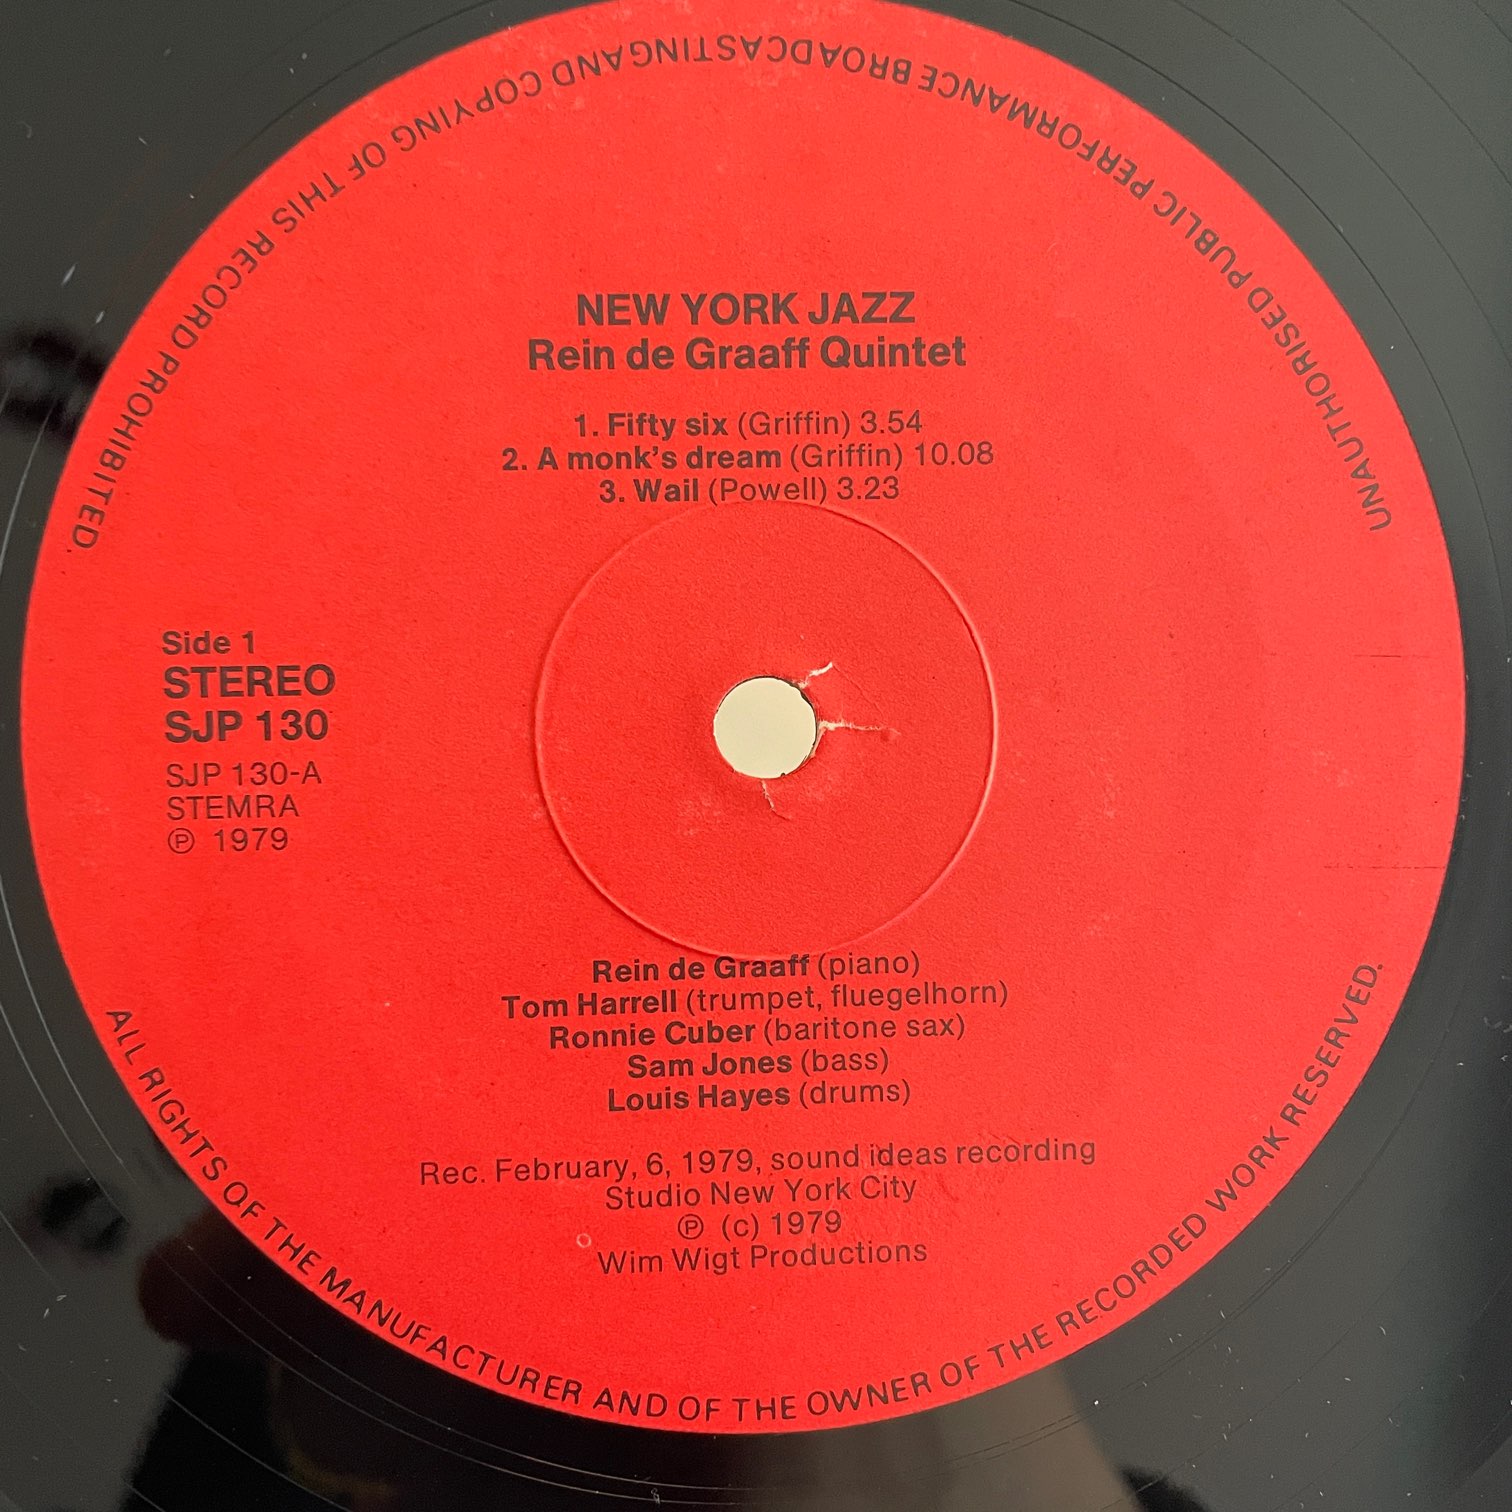 UNAUTHORISED PUBLIC PERFORMANCE BROADCASTING AND COPYING OF THIS RECORD PROHIBITED.
NEW YORK JAZZ
Rein de Graaff Quintet
1. Fifty six (Griffin) 3.54
2. A monk's dream (Griffin) 10.08
3. Wail (Powell) 3.23
Side 1
STEREO
SJP 130
SJP 130-A
STEMRA
℗ 1979
Rein de Graaff (piano)
Tom Harrell (trumpet, fluegelhorn)
Ronnie Cuber (baritone sax)
Sam Jones (bass)
Louis Hayes (drums)
Rec. February, 6, 1979, sound ideas recording
Studio New York City
℗ (c) 1979
Wim Wigt Productions
ALL RIGHTS OF THE MANUFACTURER AND OF THE OWNER OF THE RECORDED WORK RESERVED.